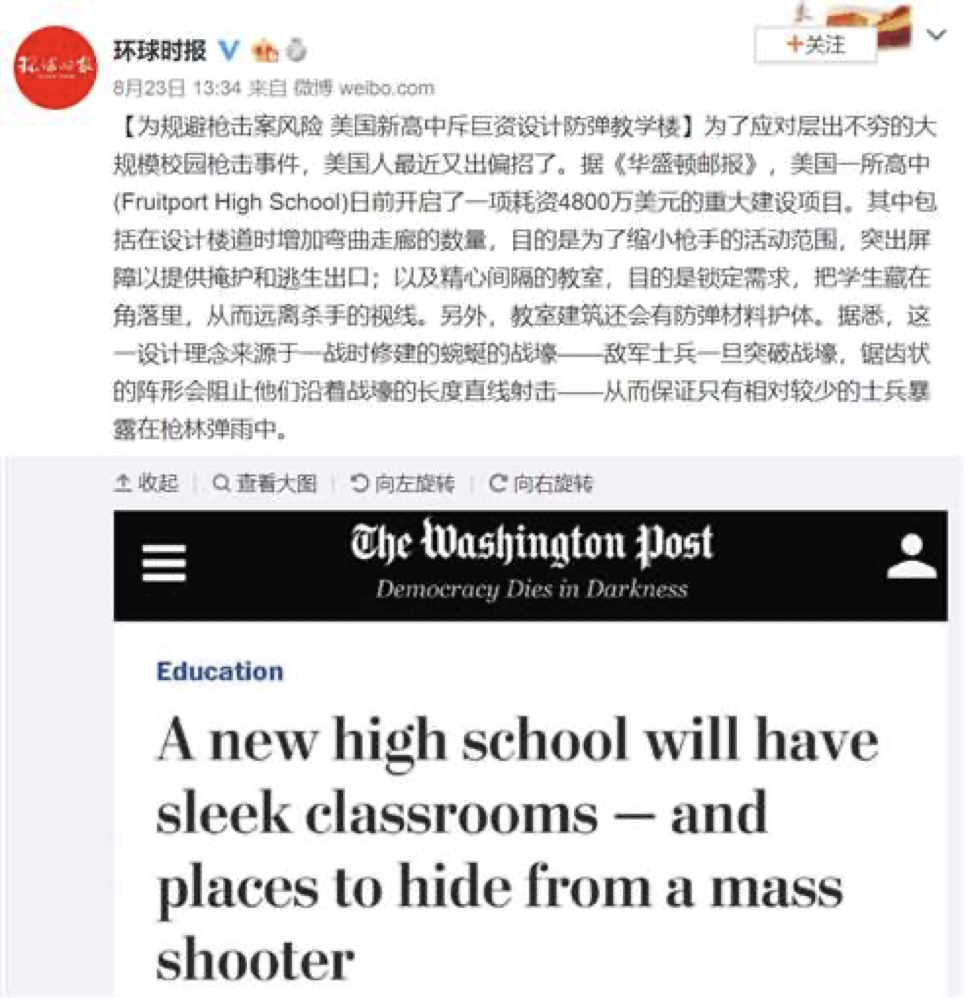 环球时报
+关注
8月23日 13:34 来自 微博 weibo.com
【为规避枪击案风险 美国新高中斥巨资设计防弹教学楼】为了应对层出不穷的大
规模校园枪击事件，美国人最近又出偏招了。据《华盛顿邮报》，美国一所高中
(Fruitport High School)日前开启了一项耗资4800万美元的重大建设项目。其中包
括在设计楼道时增加弯曲走廊的数量，目的是为了缩小枪手的活动范围，突出屏
障以提供掩护和逃生出口；以及精心间隔的教室，目的是锁定需求，把学生藏在
角落里，从而远离杀手的视线。另外，教室建筑还会有防弹材料护体。据悉，这
一设计理念来源于一战时修建的蜿蜒的战壕——敌军士兵一旦突破战壕，锯齿状
的阵形会阻止他们沿着战壕的长度直线射击——从而保证只有相对较少的士兵暴
露在枪林弹雨中。
收起 查看大图 向左旋转 向右旋转
The Washington Post
Democracy Dies in Darkness
Education
A new high school will have
sleek classrooms — and
places to hide from a mass
shooter